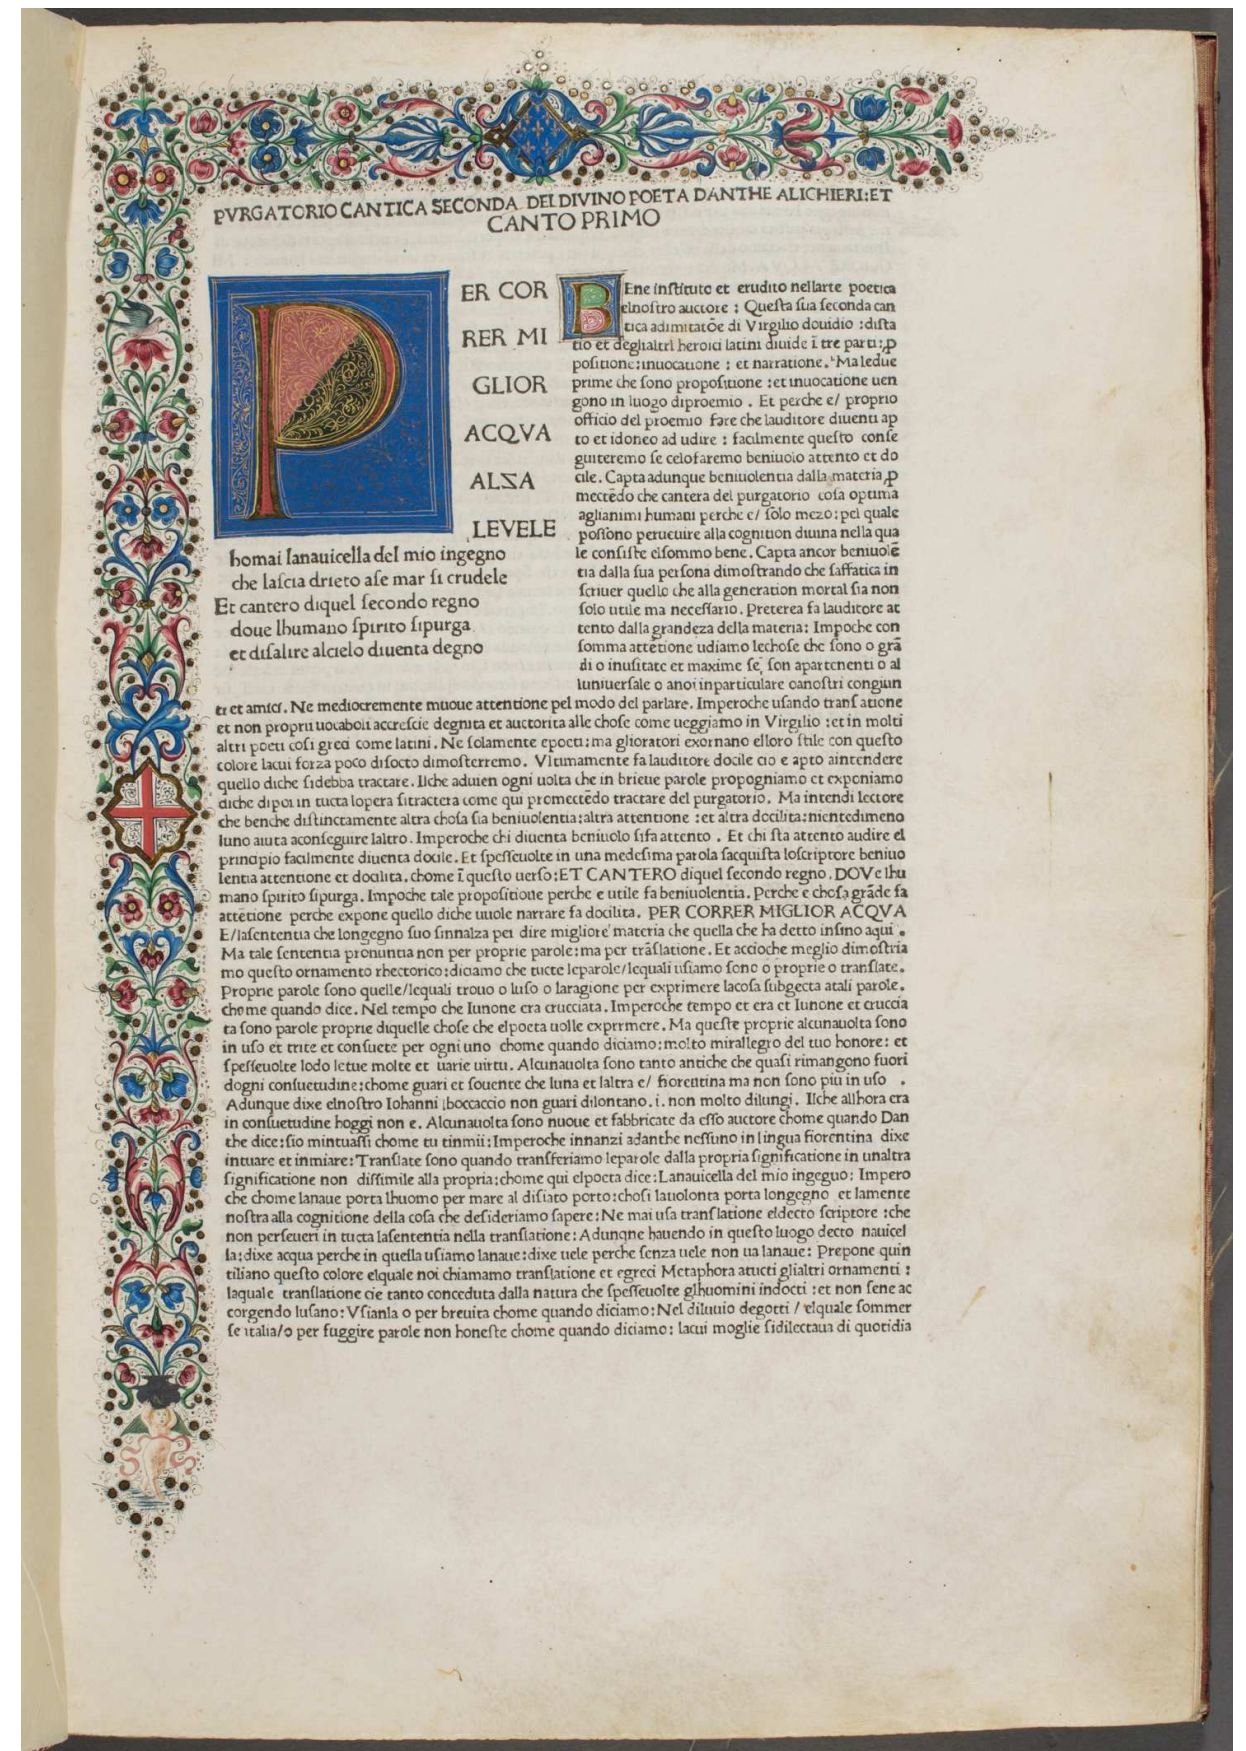 PVRGATORIO CANTICA SECONDA DEL DIVINO POETA DANTHE ALICHIERI: ET
CANTO PRIMO
PER COR
RER MI
GLIOR
ACQVA
ALZA
LEVELE
homai lanauicella del mio ingegno
che laſcia drieto aſe mar ſi crudele
Et cantero diquel ſecondo regno
doue lhumano ſpirito ſipurga
et diſalire alcielo diuenta degno
BEne inſtituto et erudito nellarte poetica
elnoſtro auctore : Queſta ſua ſeconda can
tica adimitatõe di Virgilio douidio : diſta
tio et deglialtri heroici latini diuide ĩ tre parti: ꝓ
poſitione: inuocatione : et narratione. Ma ledue
prime che ſono propoſitione : et inuocatione uen
gono in luogo diproemio . Et perche e/ proprio
officio del proemio fare che lauditore diuenti ap
to et idoneo ad udire : facilmente queſto conſe
guiteremo ſe celofaremo beniuolo attento et do
cile. Capta adunque beniuolentia dalla materia ꝓ
mectẽdo che cantera del purgatorio coſa optima
aglianimi humani perche e/ ſolo mezo: pel quale
poſſono peruenire alla cognition diuina nella qua
le conſiſte elſommo bene. Capta ancor beniuolẽ
tia dalla ſua perſona dimoſtrando che ſaffatica in
ſcriuer quello che alla generation mortal ſia non
ſolo utile ma neceſſario. Preterea fa lauditore at
tento dalla grandeza della materia: Impoche con
ſomma attẽtione udiamo lechoſe che ſono o grã
di o inuſitate et maxime ſe, ſon apartenenti o al
luniuerſale o anoi inparticulare oanoſtri congiun
ti et amici. Ne mediocremente muoue attentione pel modo del parlare. Imperoche uſando tranſlatione
et non proprii uocaboli accreſcie degnita et auctorita alle choſe come ueggiamo in Virgilio : et in molti
altri poeti coſi greci come latini. Ne ſolamente epoeti: ma glioratori exornano elloro ſtile con queſto
colore lacui forza poco diſocto dimoſterremo. Vltimamente fa lauditore docile cio e apto aintendere
quello diche ſidebba tractare. Ilche aduien ogni uolta che in brieue parole propogniamo et exponiamo
diche dipoi in tucta lopera ſitractera come qui promectẽdo tractare del purgatorio. Ma intendi lectore
che benche diſtinctamente altra choſa ſia beniuolentia: altra attentione : et altra docilita: nientedimeno
luno aiuta aconſeguire laltro. Imperoche chi diuenta beniuolo ſifa attento . Et chi ſta attento audire el
principio facilmente diuenta docile. Et ſpeſſeuolte in una medeſima parola ſacquiſta loſcriptore beniuo
lentia attentione et docilita, chome ĩ queſto uerſo: ET CANTERO diquel ſecondo regno. DOVe lhu
mano ſpirito ſipurga. Impoche tale propoſitione perche e utile fa beniuolentia. Perche e choſa grãde fa
attẽtione perche expone quello diche uuole narrare fa docilita. PER CORRER MIGLIOR ACQVA
E/laſententia che longegno ſuo ſinnalza per dire migliore materia che quella che ha detto inſino aqui .
Ma tale ſententia pronuntia non per proprie parole: ma per trãſlatione. Et accioche meglio dimoſtria
mo queſto ornamento rhectorico: diciamo che tucte leparole/lequali uſiamo ſono o proprie o tranſlate.
Proprie parole ſono quelle/lequali trouo o luſo o laragione per exprimere lacoſa ſubgecta atali parole.
chome quando dice. Nel tempo che Iunone era crucciata. Imperoche tempo et era et Iunone et cruccia
ta ſono parole proprie diquelle choſe che elpoeta uolle exprimere. Ma queſte proprie alcunauolta ſono
in uſo et trite et conſuete per ogni uno chome quando diciamo: molto mirallegro del tuo honore: et
ſpeſſeuolte lodo letue molte et uarie uirtu. Alcunauolta ſono tanto antiche che quaſi rimangono fuori
dogni conſuetudine: chome guari et ſouente che luna et laltra e/ fiorentina ma non ſono piu in uſo .
Adunque dixe elnoſtro Iohanni boccaccio non guari dilontano. i. non molto dilungi. Ilche allhora era
in conſuetudine hoggi non e. Alcunauolta ſono nuoue et fabbricate da eſſo auctore chome quando Dan
the dice: ſio mintuaſſi chome tu tinmii: Imperoche innanzi adanthe neſſuno in lingua fiorentina dixe
intuare et inmiare: Tranſlate ſono quando tranſferiamo leparole dalla propria ſignificatione in unaltra
ſignificatione non diſſimile alla propria: chome qui elpoeta dice: Lanauicella del mio ingeguo: Impero
che chome lanaue porta lhuomo per mare al diſiato porto: choſi lauolonta porta longegno et lamente
noſtra alla cognitione della coſa che deſideriamo ſapere: Ne mai uſa tranſlatione eldecto ſcriptore : che
non perſeueri in tucta laſententia nella tranſlatione: Adunqne hauendo in queſto luogo decto nauicel
la: dixe acqua perche in quella uſiamo lanaue: dixe uele perche ſenza uele non ua lanaue: Prepone quin
tiliano queſto colore elquale noi chiamamo tranſlatione et egreci Metaphora atucti glialtri ornamenti :
laquale tranſlatione cie tanto conceduta dalla natura che ſpeſſeuolte glhuomini indocti : et non ſene ac
corgendo luſano: Vſianla o per breuita chome quando diciamo: Nel diluuio degotti / elquale ſommer
ſe italia/o per fuggire parole non honeſte chome quando diciamo: lacui moglie ſidilectaua di quotidia